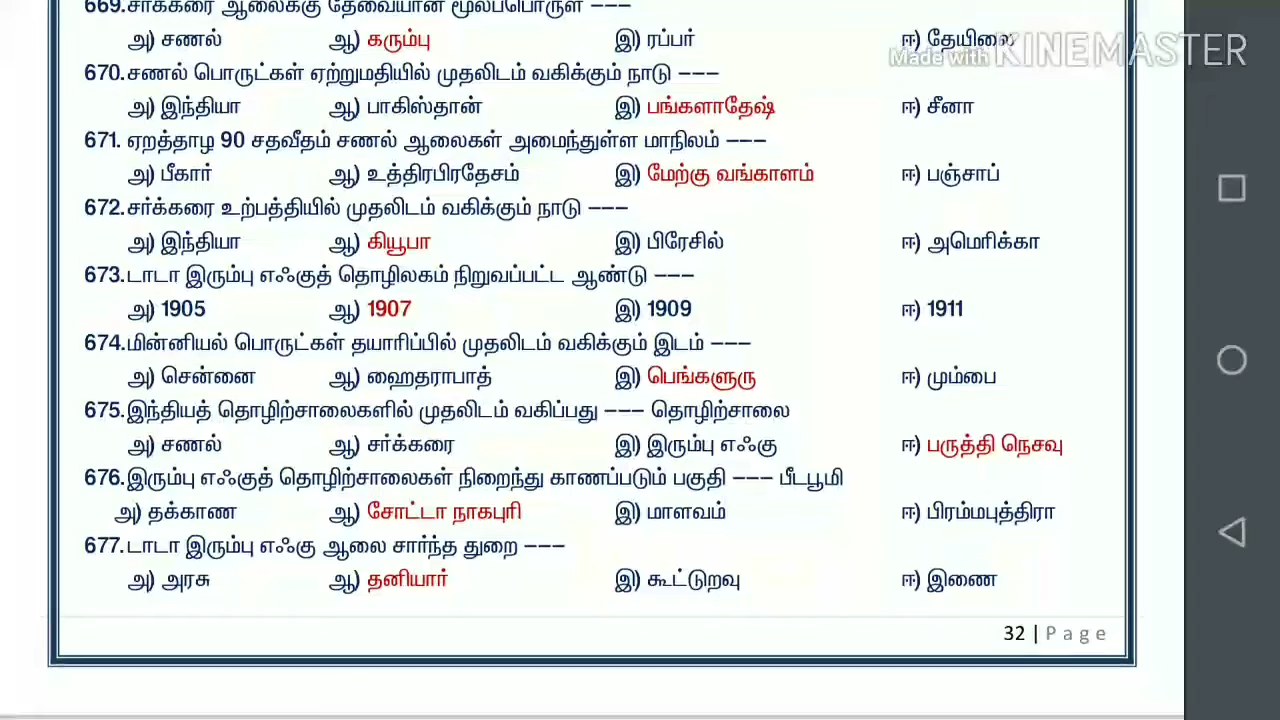 669.சர்க்கரை ஆலைக்கு தேவையான மூலப்பொருள் ---
அ) சணல் ஆ) கரும்பு இ) ரப்பர் ஈ) தேயிலை
Made with KINEMASTER
670.சணல் பொருட்கள் ஏற்றுமதியில் முதலிடம் வகிக்கும் நாடு ---
அ) இந்தியா ஆ) பாகிஸ்தான் இ) பங்களாதேஷ் ஈ) சீனா
671. ஏறத்தாழ 90 சதவீதம் சணல் ஆலைகள் அமைந்துள்ள மாநிலம் ---
அ) பீகார் ஆ) உத்திரபிரதேசம் இ) மேற்கு வங்காளம் ஈ) பஞ்சாப்
672.சர்க்கரை உற்பத்தியில் முதலிடம் வகிக்கும் நாடு ---
அ) இந்தியா ஆ) கியூபா இ) பிரேசில் ஈ) அமெரிக்கா
673.டாடா இரும்பு எஃகுத் தொழிலகம் நிறுவப்பட்ட ஆண்டு ---
அ) 1905 ஆ) 1907 இ) 1909 ஈ) 1911
674.மின்னியல் பொருட்கள் தயாரிப்பில் முதலிடம் வகிக்கும் இடம் ---
அ) சென்னை ஆ) ஹைதராபாத் இ) பெங்களுரு ஈ) மும்பை
675.இந்தியத் தொழிற்சாலைகளில் முதலிடம் வகிப்பது --- தொழிற்சாலை
அ) சணல் ஆ) சர்க்கரை இ) இரும்பு எஃகு ஈ) பருத்தி நெசவு
676.இரும்பு எஃகுத் தொழிற்சாலைகள் நிறைந்து காணப்படும் பகுதி --- பீடபூமி
அ) தக்காண ஆ) சோட்டா நாகபுரி இ) மாளவம் ஈ) பிரம்மபுத்திரா
677.டாடா இரும்பு எஃகு ஆலை சார்ந்த துறை ---
அ) அரசு ஆ) தனியார் இ) கூட்டுறவு ஈ) இணை
32 | Page